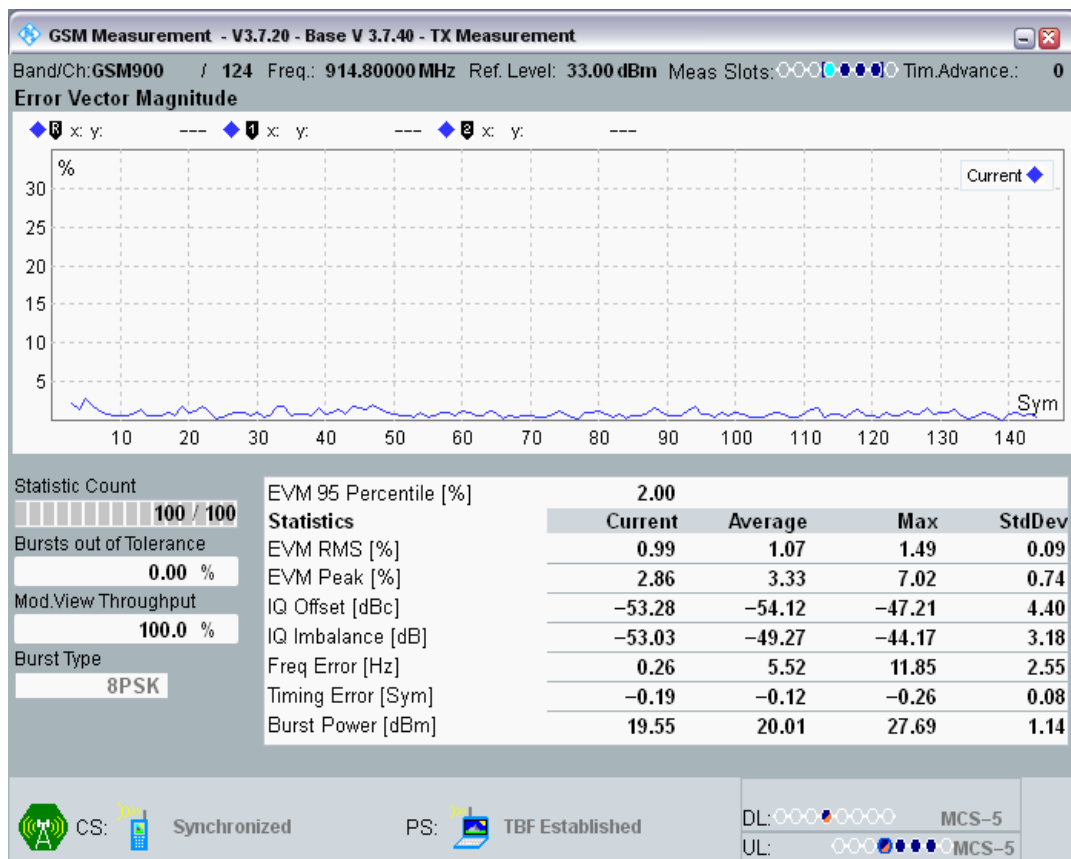 GSM Measurement - V3.7.20 - Base V 3.7.40 - TX Measurement
Band/Ch:GSM900 / 124 Freq.: 914.80000 MHz Ref. Level: 33.00 dBm Meas Slots: Tim.Advance.: 0
Error Vector Magnitude
R x: y: --- 1 x: y: --- 2 x: y: ---
%
Current
30
25
20
15
10
5
Sym
10 20 30 40 50 60 70 80 90 100 110 120 130 140
Statistic Count
100 / 100
Bursts out of Tolerance
0.00 %
Mod.View Throughput
100.0 %
Burst Type
8PSK
EVM 95 Percentile [%] 2.00
Statistics Current Average Max StdDev
EVM RMS [%] 0.99 1.07 1.49 0.09
EVM Peak [%] 2.86 3.33 7.02 0.74
IQ Offset [dBc] −53.28 −54.12 −47.21 4.40
IQ Imbalance [dB] −53.03 −49.27 −44.17 3.18
Freq Error [Hz] 0.26 5.52 11.85 2.55
Timing Error [Sym] −0.19 −0.12 −0.26 0.08
Burst Power [dBm] 19.55 20.01 27.69 1.14
CS: Synchronized PS: TBF Established
DL: MCS−5
UL: MCS−5